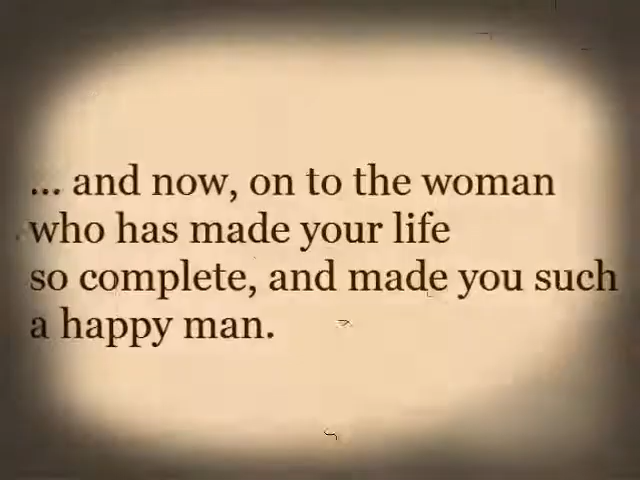 ... and now, on to the woman
who has made your life
so complete, and made you such
a happy man.